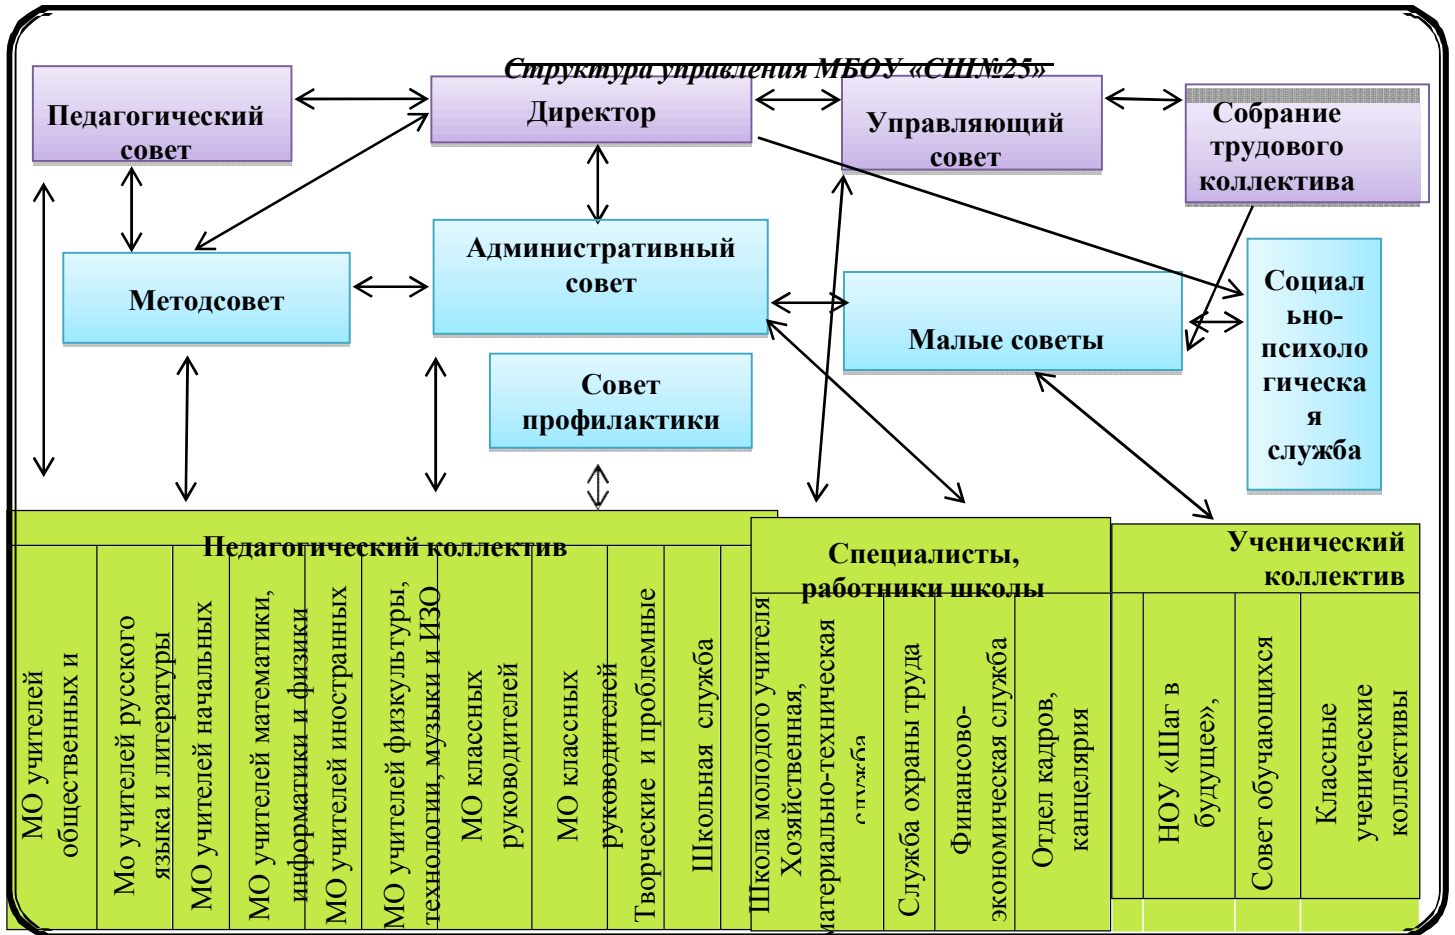 Структура управления МБОУ «СШ№25»
Педагогический
совет
Директор
Управляющий
совет
Собрание
трудового
коллектива
Методсовет
Административный
совет
Малые советы
Социал
ьно-
психоло
гическа
я
служба
Совет
профилактики
Педагогический коллектив
МО учителей
общественных и
Мо учителей русского
языка и литературы
МО учителей начальных
МО учителей математики,
информатики и физики
МО учителей иностранных
МО учителей физкультуры,
технологии, музыки и ИЗО
МО классных
руководителей
МО классных
руководителей
Творческие и проблемные
Школьная служба
Школа молодого учителя
Специалисты,
работники школы
Хозяйственная,
материально-техническая
служба
Служба охраны труда
Финансово-
экономическая служба
Отдел кадров,
канцелярия
Ученический
коллектив
НОУ «Шаг в
будущее»,
Совет обучающихся
Классные
ученические
коллективы